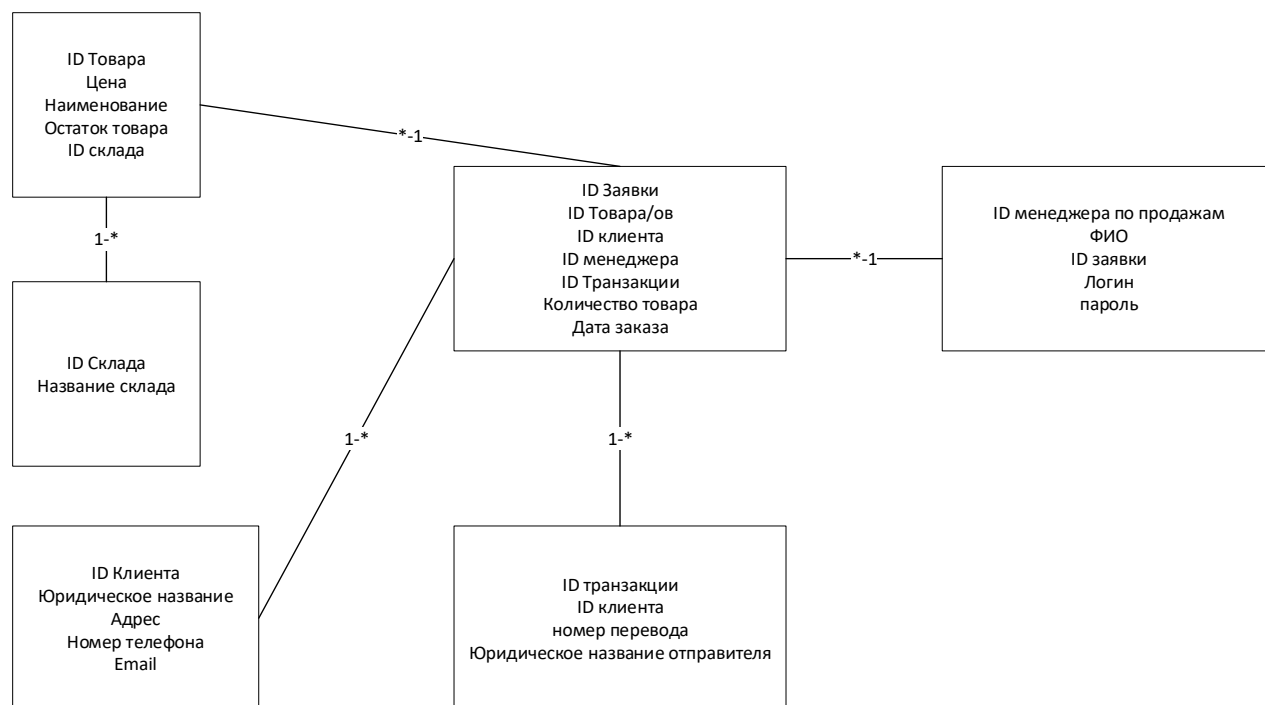 ID Товара
Цена
Наименование
Остаток товара
ID склада
*-1
1-*
ID Склада
Название склада
ID Заявки
ID Товара/ов
ID клиента
ID менеджера
ID Транзакции
Количество товара
Дата заказа
*-1
ID менеджера по продажам
ФИО
ID заявки
Логин
пароль
1-*
1-*
ID Клиента
Юридическое название
Адрес
Номер телефона
Email
ID транзакции
ID клиента
номер перевода
Юридическое название отправителя